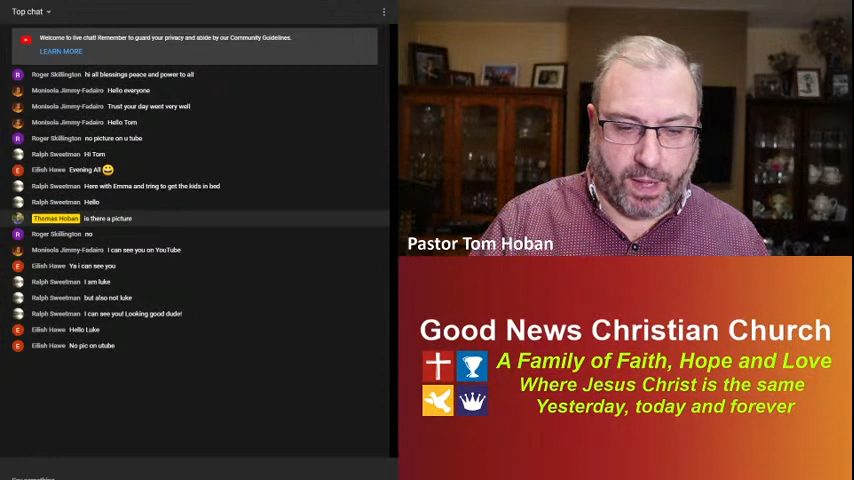 Top chat
Welcome to live chat! Remember to guard your privacy and abide by our Community Guidelines.
LEARN MORE
Roger Skillington hi all blessings peace and power to all
Monisola Jimmy-Fadairo Hello everyone
Monisola Jimmy-Fadairo Trust your day went very well
Monisola Jimmy-Fadairo Hello Tom
Roger Skillington no picture on u tube
Ralph Sweetman Hi Tom
Eilish Hawe Evening All 😀
Ralph Sweetman Here with Emma and tring to get the kids in bed
Ralph Sweetman Hello
Thomas Hoban is there a picture
Roger Skillington no
Monisola Jimmy-Fadairo I can see you on YouTube
Eilish Hawe Ya i can see you
Ralph Sweetman I am luke
Ralph Sweetman but also not luke
Ralph Sweetman I can see you! Looking good dude!
Eilish Hawe Hello Luke
Eilish Hawe No pic on utube
Pastor Tom Hoban
Good News Christian Church
A Family of Faith, Hope and Love
Where Jesus Christ is the same
Yesterday, today and forever